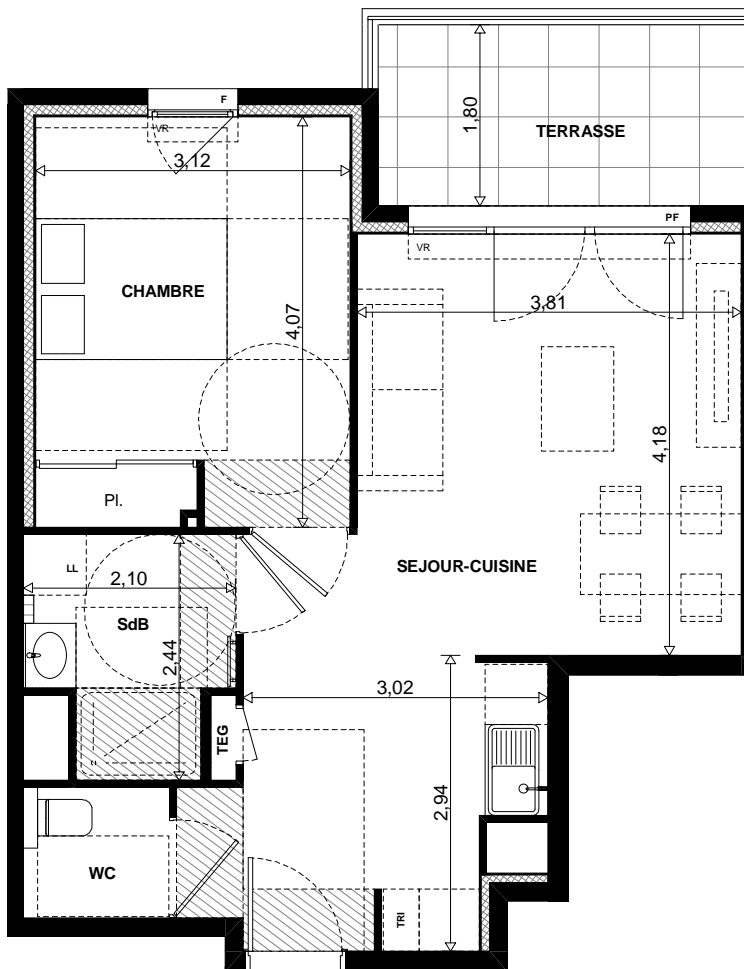 F
VR
3,12
1,80
TERRASSE
PF
VR
CHAMBRE
4,07
3,81
4,18
Pl.
LL
2,10
SdB
2,44
SEJOUR-CUISINE
3,02
TEG
2,94
WC
TRI